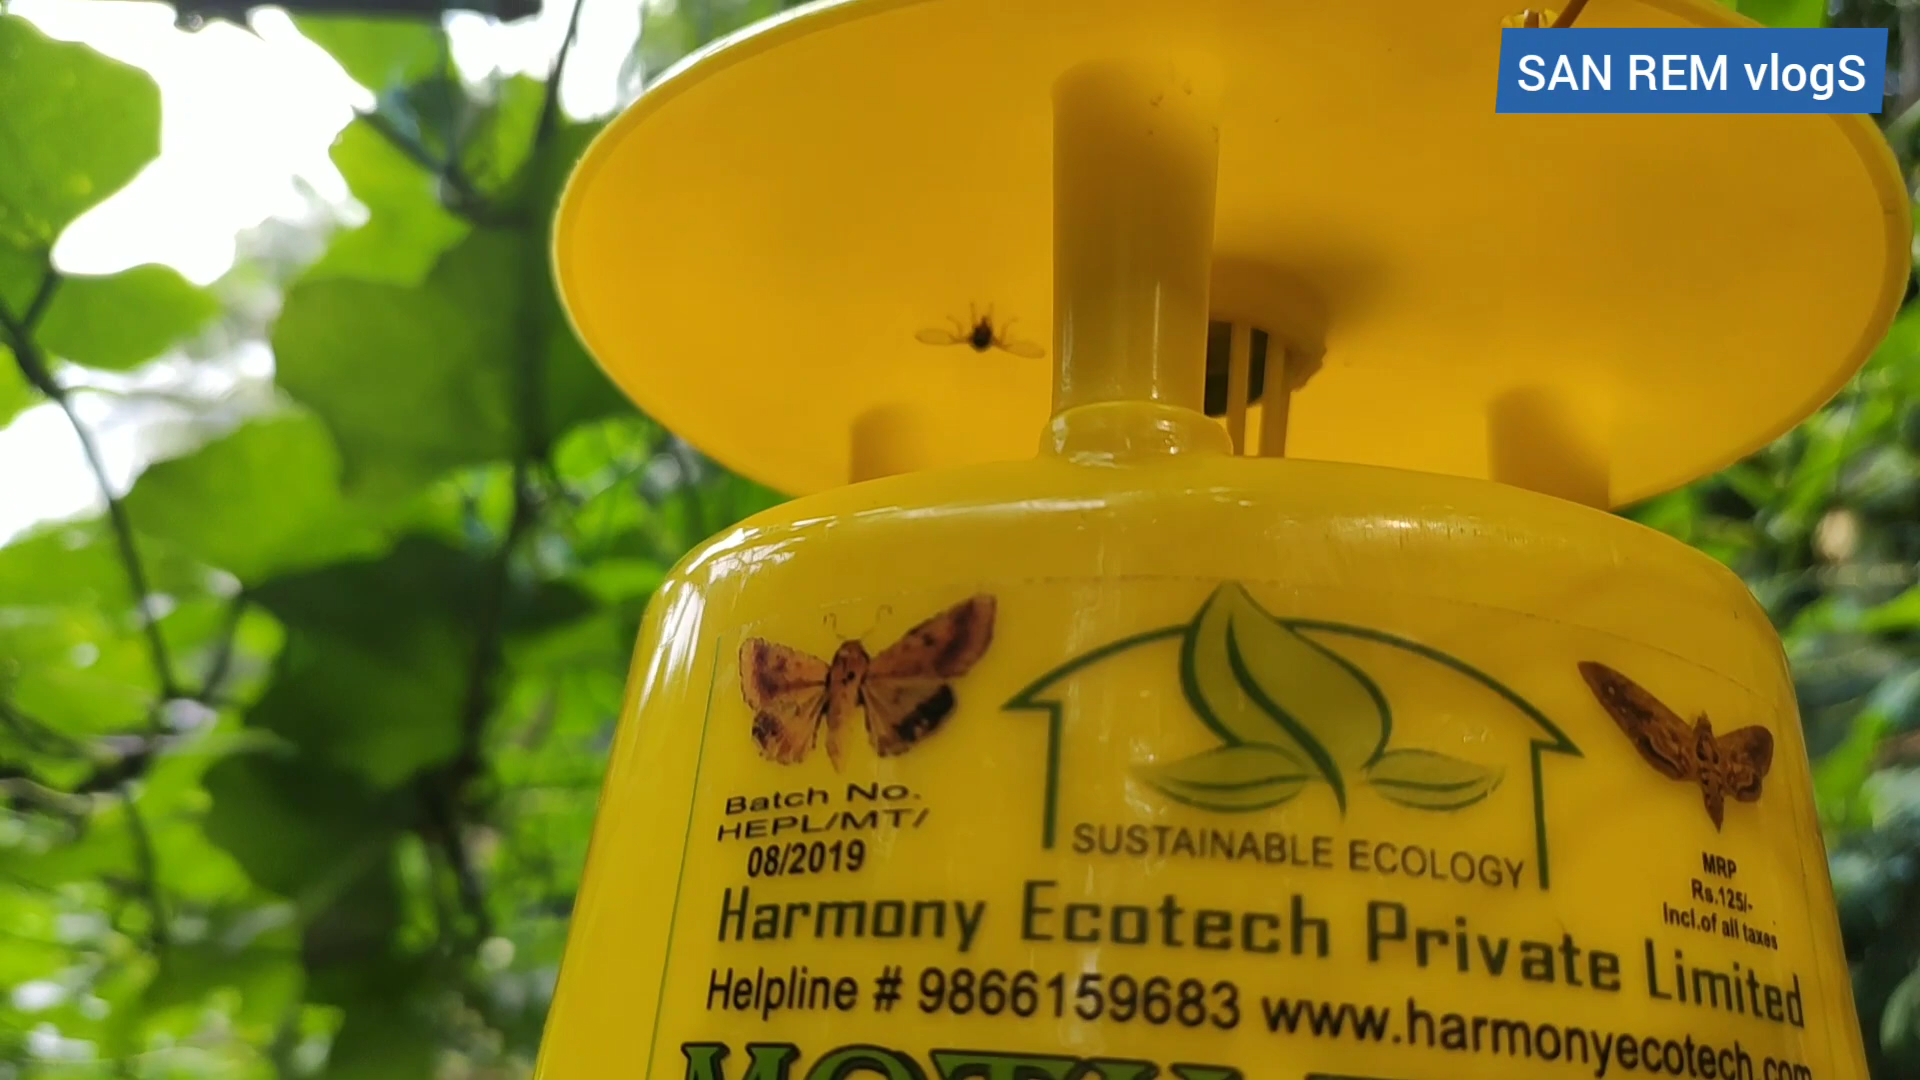 SAN REM vlogS
SUSTAINABLE ECOLOGY
Batch No.
HEPL/MT/
08/2019
MRP
Rs.125/-
Incl.of all taxes
Harmony Ecotech Private Limited
Helpline # 9866159683 www.harmonyecotech.com